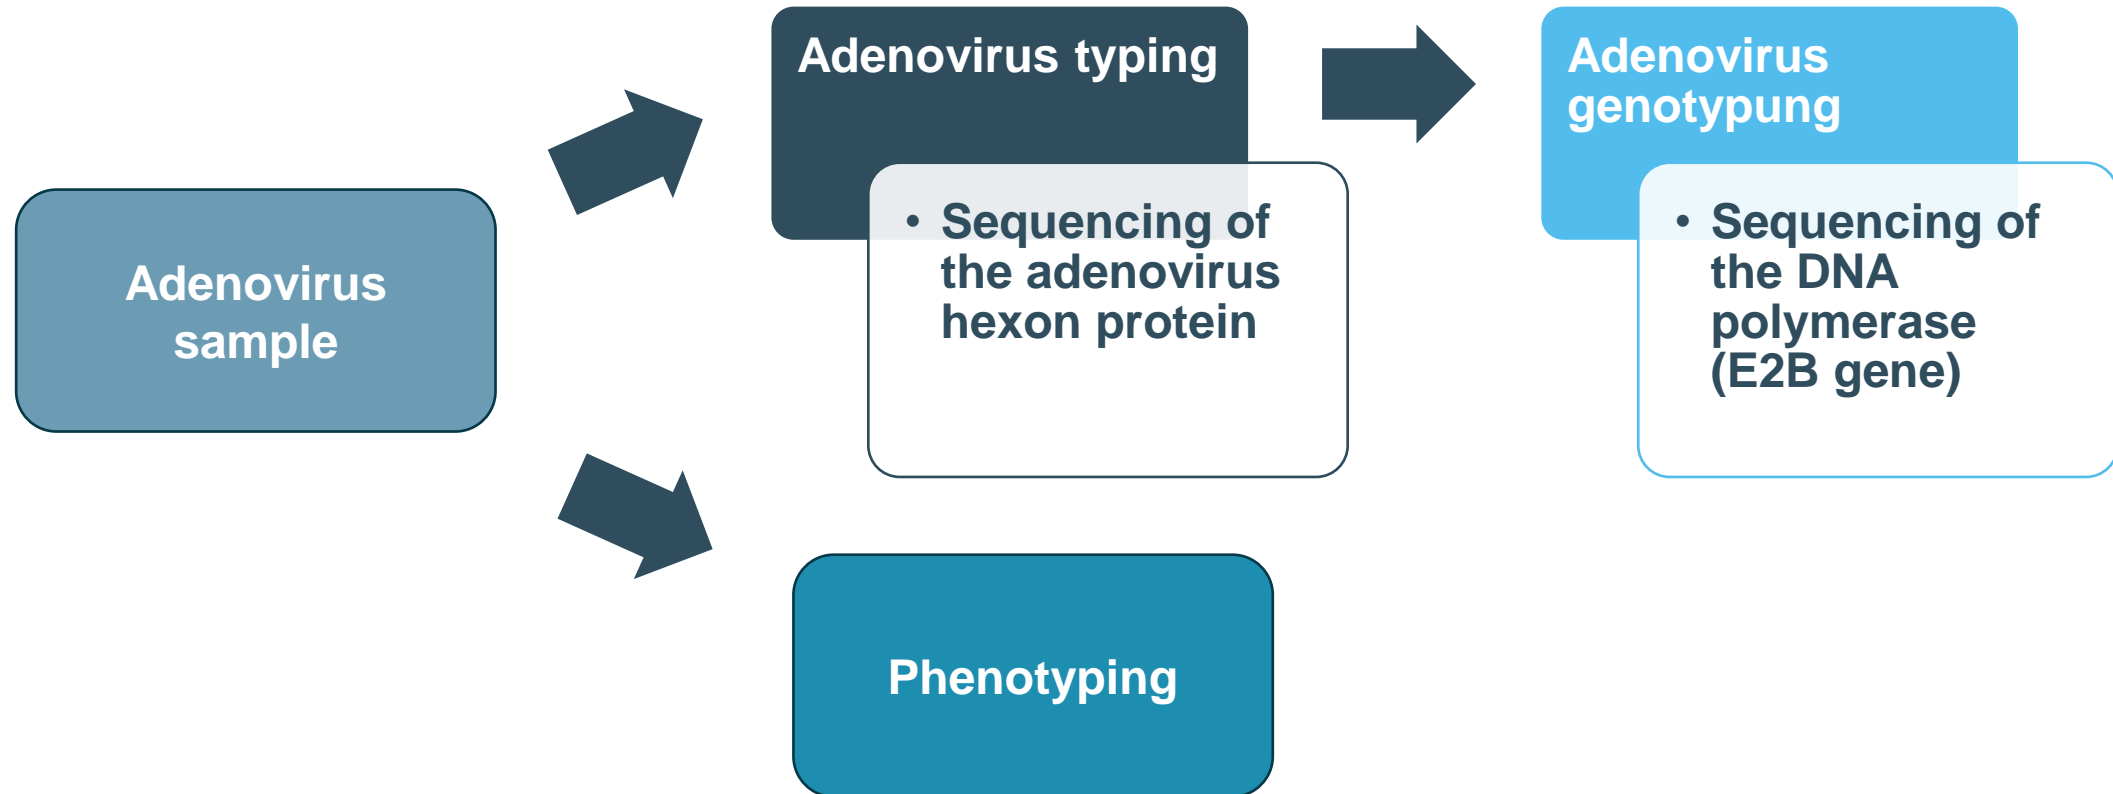 Adenovirus
sample
Adenovirus typing
• Sequencing of
the adenovirus
hexon protein
Adenovirus
genotypung
• Sequencing of
the DNA
polymerase
(E2B gene)
Phenotyping